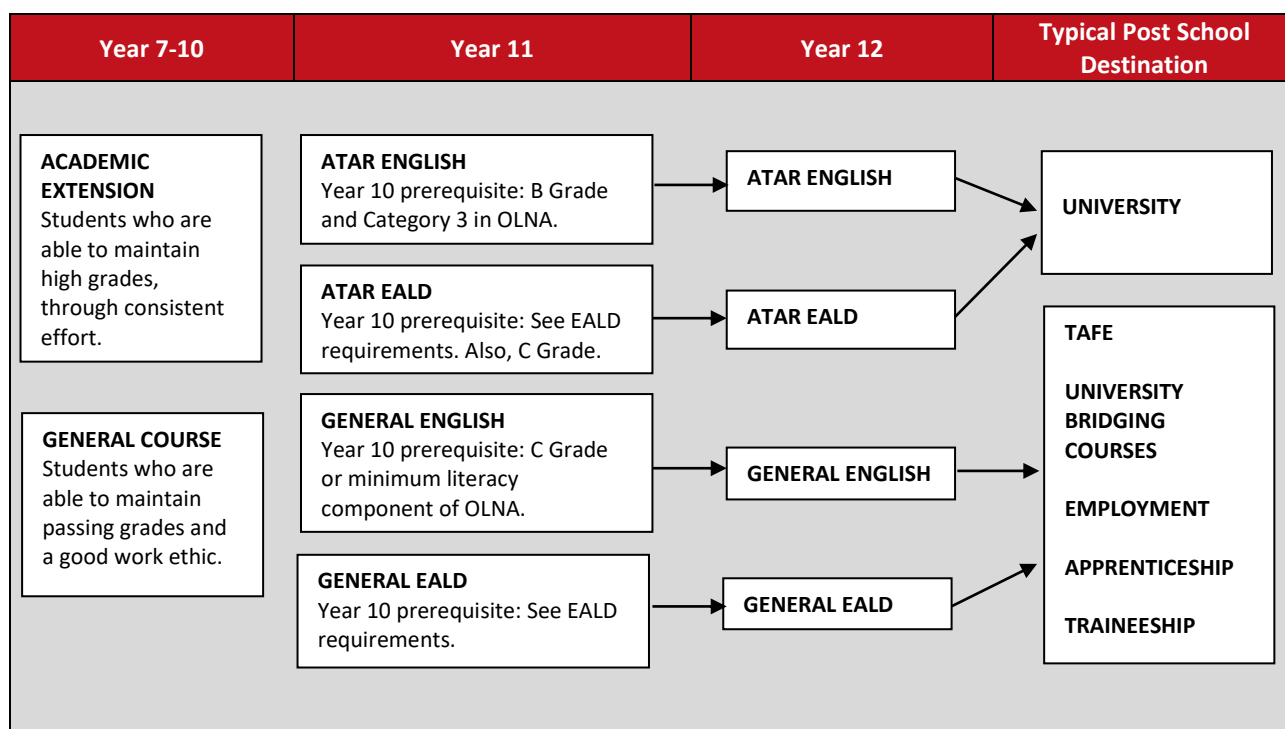 Year 7-10
Year 11
Year 12
Typical Post School
Destination
ACADEMIC
EXTENSION
Students who are
able to maintain
high grades,
through consistent
effort.
GENERAL COURSE
Students who are
able to maintain
passing grades and
a good work ethic.
ATAR ENGLISH
Year 10 prerequisite: B Grade
and Category 3 in OLNA.
ATAR EALD
Year 10 prerequisite: See EALD
requirements. Also, C Grade.
GENERAL ENGLISH
Year 10 prerequisite: C Grade
or minimum literacy
component of OLNA.
GENERAL EALD
Year 10 prerequisite: See EALD
requirements.
ATAR ENGLISH
ATAR EALD
GENERAL ENGLISH
GENERAL EALD
UNIVERSITY
TAFE
UNIVERSITY
BRIDGING
COURSES
EMPLOYMENT
APPRENTICESHIP
TRAINEESHIP